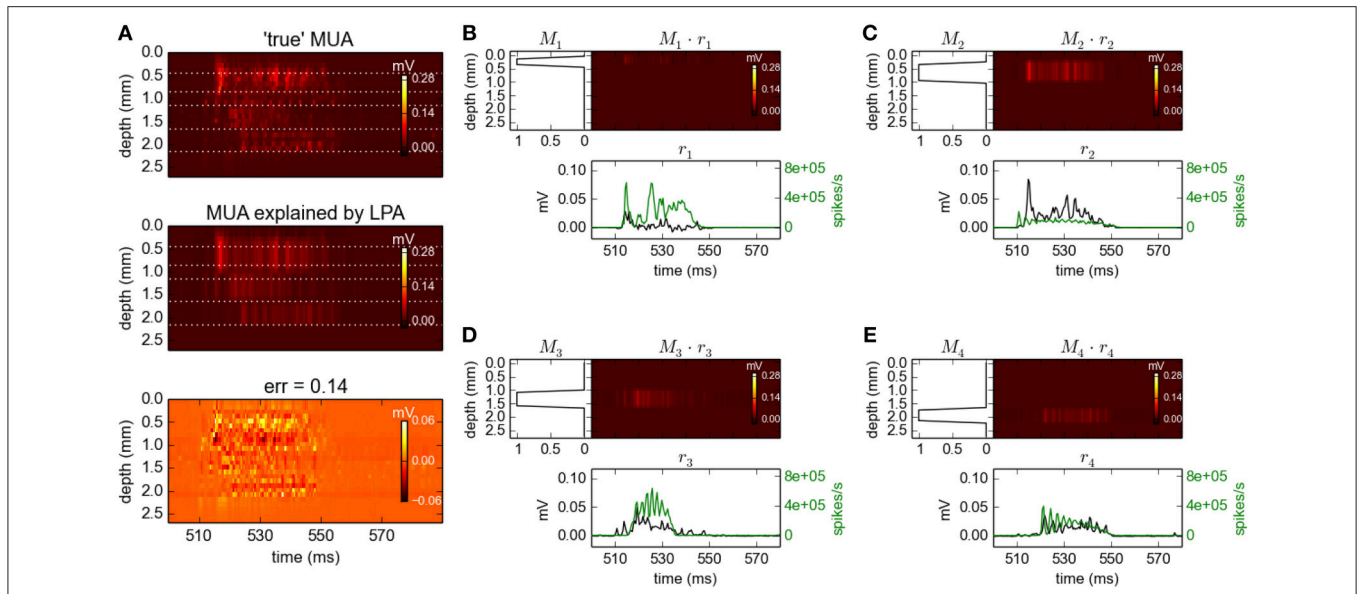 A
'true' MUA
depth (mm)
0.0
0.5
1.0
1.5
2.0
2.5
mV
0.28
0.14
0.00
MUA explained by LPA
depth (mm)
0.0
0.5
1.0
1.5
2.0
2.5
mV
0.28
0.14
0.00
err = 0.14
depth (mm)
0.0
0.5
1.0
1.5
2.0
2.5
mV
0.06
0.00
−0.06
510 530 550 570
time (ms)
B
M1
M1 · r1
depth (mm)
0.0
0.5
1.0
1.5
2.0
2.5
1 0.5 0
mV
0.28
0.14
0.00
r1
mV
0.10
0.05
0.00
8e+05
4e+05
0
spikes/s
510 530 550 570
time (ms)
C
M2
M2 · r2
depth (mm)
0.0
0.5
1.0
1.5
2.0
2.5
1 0.5 0
mV
0.28
0.14
0.00
r2
mV
0.10
0.05
0.00
8e+05
4e+05
0
spikes/s
510 530 550 570
time (ms)
D
M3
M3 · r3
depth (mm)
0.0
0.5
1.0
1.5
2.0
2.5
1 0.5 0
mV
0.28
0.14
0.00
r3
mV
0.10
0.05
0.00
8e+05
4e+05
0
spikes/s
510 530 550 570
time (ms)
E
M4
M4 · r4
depth (mm)
0.0
0.5
1.0
1.5
2.0
2.5
1 0.5 0
mV
0.28
0.14
0.00
r4
mV
0.10
0.05
0.00
8e+05
4e+05
0
spikes/s
510 530 550 570
time (ms)